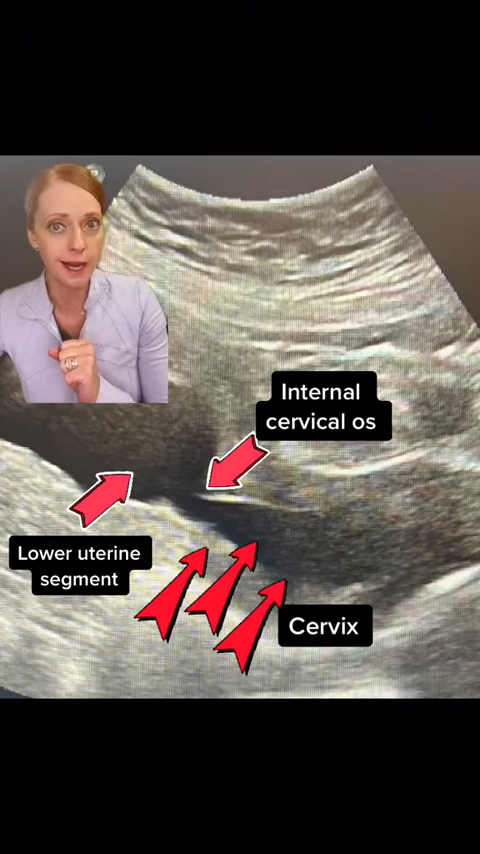 Internal
cervical os
Lower uterine
segment
Cervix